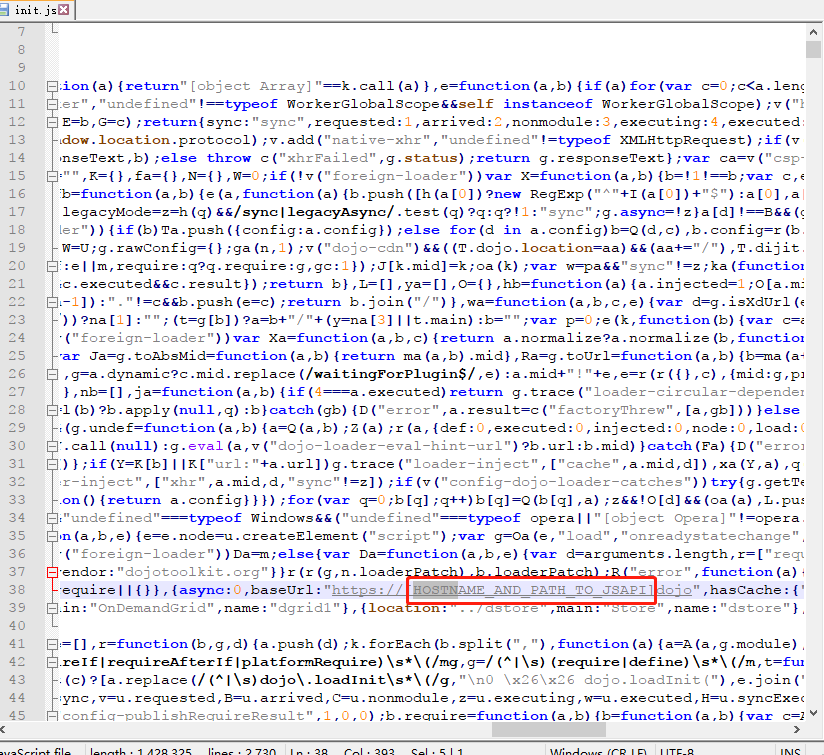 init.js
7
8
9
10 ion(a){return"[object Array]"==k.call(a)},e=function(a,b){if(a)for(var c=0;c<a.leng
11 er","undefined"!==typeof WorkerGlobalScope&&self instanceof WorkerGlobalScope);v("h
12 E=b,G=c);return{sync:"sync",requested:1,arrived:2,nonmodule:3,executing:4,executed:
13 dow.location.protocol);v.add("native-xhr","undefined"!==typeof XMLHttpRequest);if(v
14 onseText,b);else throw c("xhrFailed",g.status);return g.responseText};var ca=v("csp-
15 "",K={},fa={},N={},W=0;if(!v("foreign-loader"))var X=function(a,b){b=!1!==b;var c,e
16 b=function(a,b){e(a,function(a){b.push([h(a[0])?new RegExp("^"+I(a[0])+"$"):a[0],a[
17 legacyMode=z=h(q)&&/sync|legacyAsync/.test(q)?q:q?!1:"sync";g.async=!z}a[d]!==B&&(g
18 der")){if(b)Ta.push({config:a.config});else for(d in a.config)b=Q(d,c),b.config=r(b.
19 W=U;g.rawConfig={};ga(n,1);v("dojo-cdn")&&((T.dojo.location=aa)&&(aa+="/"),T.dijit.
20 :e||m,require:q?q.require:g,gc:1});J[k.mid]=k;oa(k);var w=pa&&"sync"!=z;ka(function
21 &c.executed&&c.result});return b},L=[],ya=[],O={},hb=function(a){a.injected=1;O[a.mi
22 a-1]):"."!=c&&b.push(e=c);return b.join("/")},wa=function(a,b,c,e){var d=g.isXdUrl(e
23 '))?na[1]:"";(t=g[b])?a=b+"/"+(y=na[3]||t.main):b="";var p=0;e(k,function(b){var c=a
24 r("foreign-loader"))var Xa=function(a,b,c){return a.normalize?a.normalize(b,function
25 var Ja=g.toAbsMid=function(a,b){return ma(a,b).mid},Ra=g.toUrl=function(a,b){b=ma(a+
26 ,g=a.dynamic?c.mid.replace(/waitingForPlugin$/,e):a.mid+"!"+e,e=r(r({},c),{mid:g,pr
27 },nb=[],ja=function(a,b){if(4===a.executed)return g.trace("loader-circular-depende
28 l(b)?b.apply(null,q):b}catch(gb){D("error",a.result=c("factoryThrew",[a,gb]))}else
29 (g.undef=function(a,b){a=Q(a,b);Z(a);r(a,{def:0,executed:0,injected:0,node:0,load:0
30 .call(null):g.eval(a,v("dojo-loader-eval-hint-url")?b.url:b.mid)}catch(Fa){D("error
31 )};if(Y=K[b]||K["url:"+a.url])g.trace("loader-inject",["cache",a.mid,d]),xa(Y,a),q
32 er-inject",["xhr",a.mid,d,"sync"!=z]);if(v("config-dojo-loader-catches"))try{g.getTe
33 on(){return a.config}}});for(var q=0;b[q];q++)b[q]=Q(b[q],a);z&&!O[d]&&(oa(a),L.pus
34 "undefined"===typeof Windows&&("undefined"===typeof opera||"[object Opera]"!=opera.
35 on(a,b,e){e=e.node=u.createElement("script");var g=Oa(e,"load","onreadystatechange",
36 r("foreign-loader"))Da=m;else{var Da=function(a,b,e){var d=arguments.length,r=["requ
37 vendor:"dojotoolkit.org"}}r(r(g,n.loaderPatch),b.loaderPatch);R("error",function(a){
38 require||{}},{async:0,baseUrl:"https://[HOSTNAME_AND_PATH_TO_JSAPI]dojo",hasCache:{"
39 ain:"OnDemandGrid",name:"dgrid1"},{location:"../dstore",main:"Store",name:"dstore"},
40
41 =[],r=function(b,g,d){a.push(d);k.forEach(b.split(","),function(a){a=A(a,g.module),
42 reIf|requireAfterIf|platformRequire)\s*\(/mg,g=/(^|\s)(require|define)\s*\(/m,t=func
43 .(c)?[a.replace(/(^|\s)dojo\.loadInit\s*\(/g,"\n0 \x26\x26 dojo.loadInit("),e.join("
44 sync,v=u.requested,B=u.arrived,C=u.nonmodule,z=u.executing,w=u.executed,H=u.syncExec
45 config-publishRequireResult",1,0,0);b.require=function(a,b){b=function(a,b){var c=A
avaScript file length : 1,428,325 lines : 2,730 Ln : 38 Col : 393 Sel : 5 | 1 Windows (CR LF) UTF-8 INS